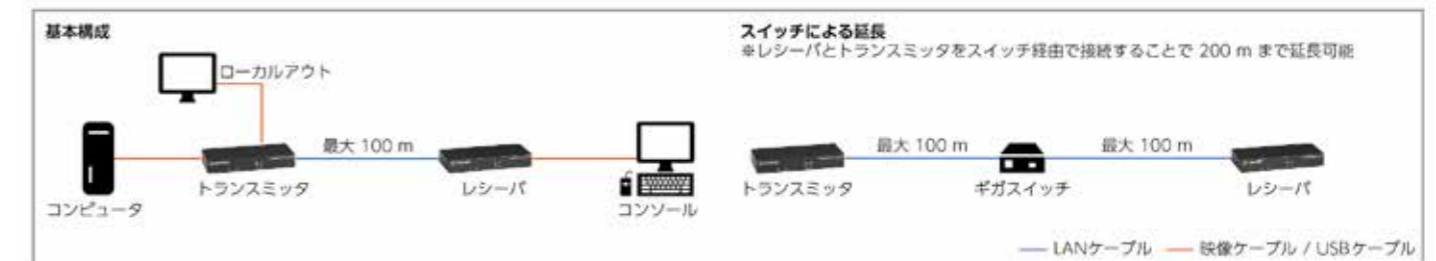 基本構成
ローカルアウト
最大 100 m
トランスミッタ
レシーバ
コンピュータ
コンソール
スイッチによる延長
※レシーバとトランスミッタをスイッチ経由で接続することで 200 m まで延長可能
最大 100 m
最大 100 m
トランスミッタ
ギガスイッチ
レシーバ
LANケーブル
映像ケーブル / USBケーブル